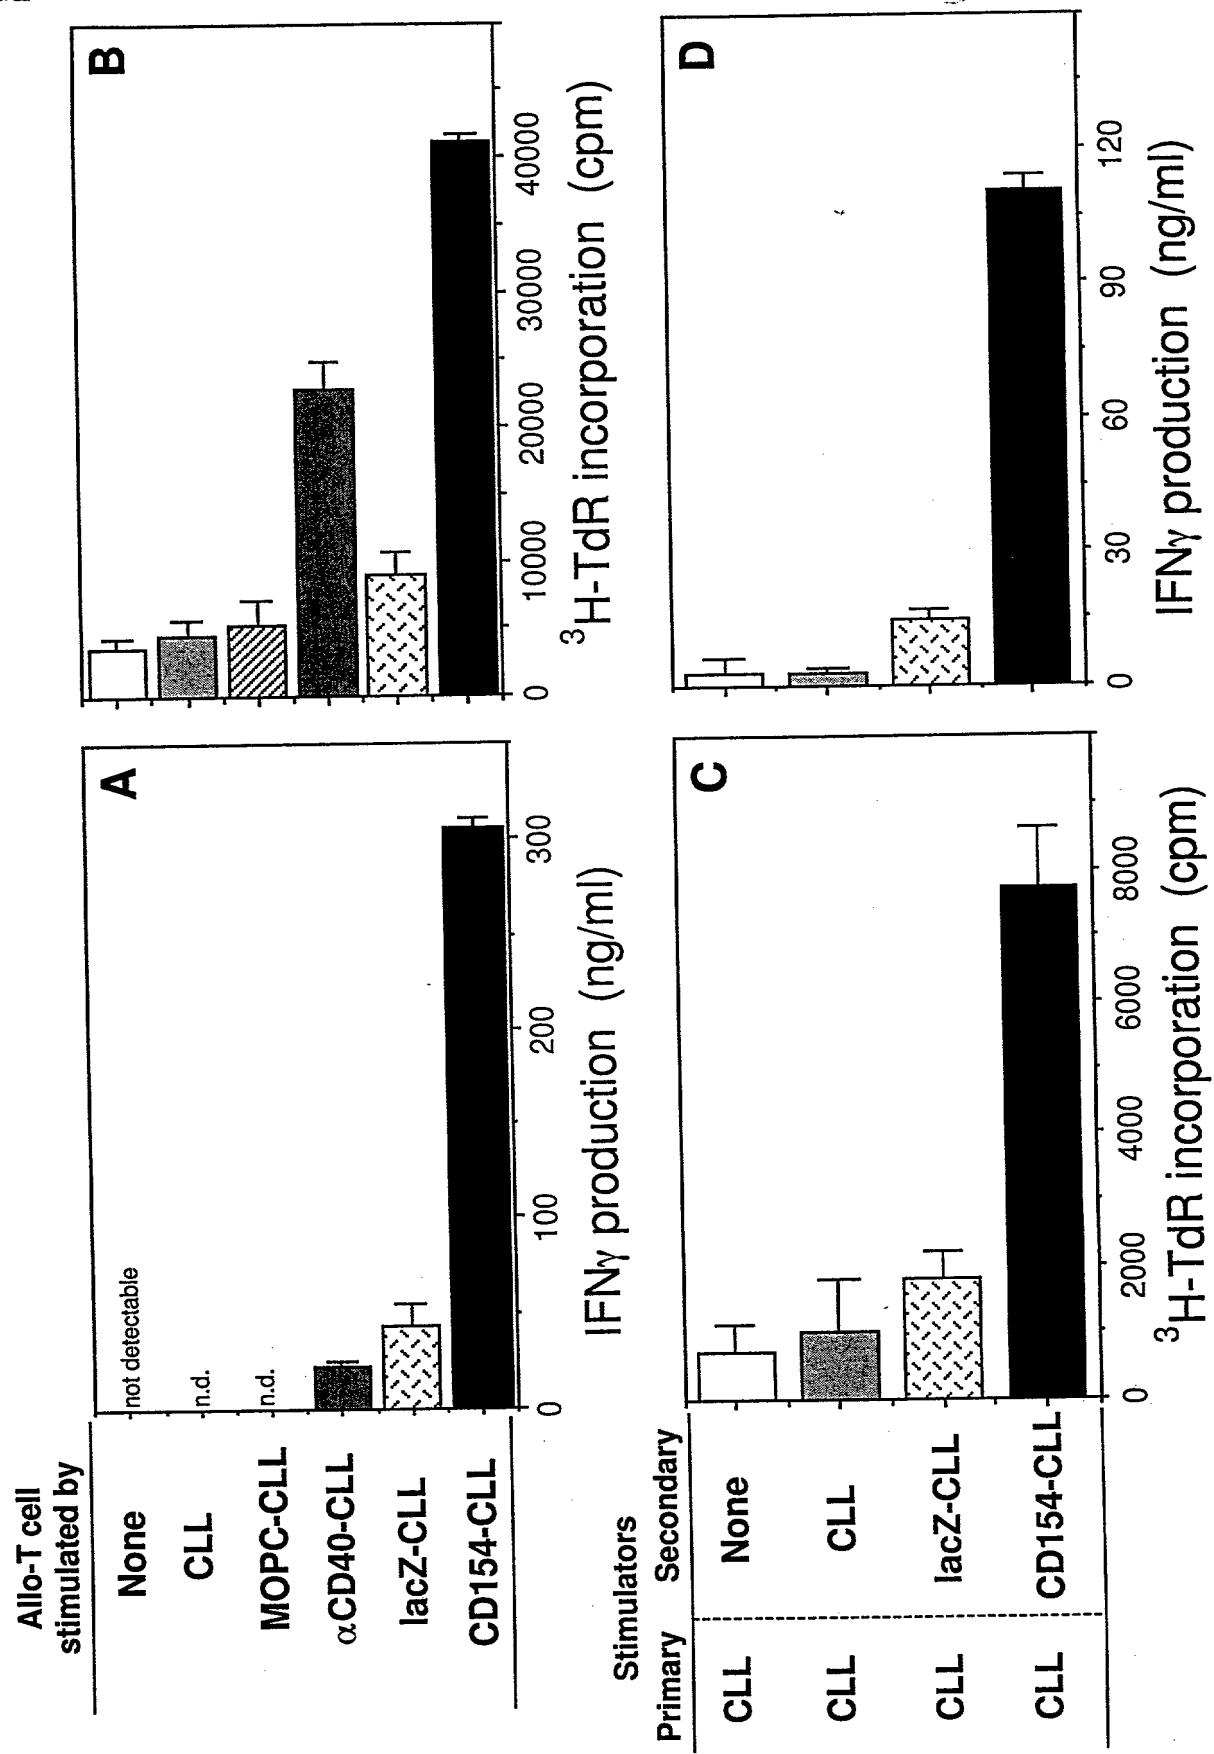 Allo-T cell
stimulated by
None
CLL
MOPC-CLL
αCD40-CLL
lacZ-CLL
CD154-CLL
A
not detectable
n.d.
n.d.
0 100 200 300
IFNγ production (ng/ml)
B
0 10000 20000 30000 40000
³H-TdR incorporation (cpm)
Stimulators
Primary Secondary
CLL None
CLL CLL
CLL lacZ-CLL
CLL CD154-CLL
C
0 2000 4000 6000 8000
³H-TdR incorporation (cpm)
D
0 30 60 90 120
IFNγ production (ng/ml)